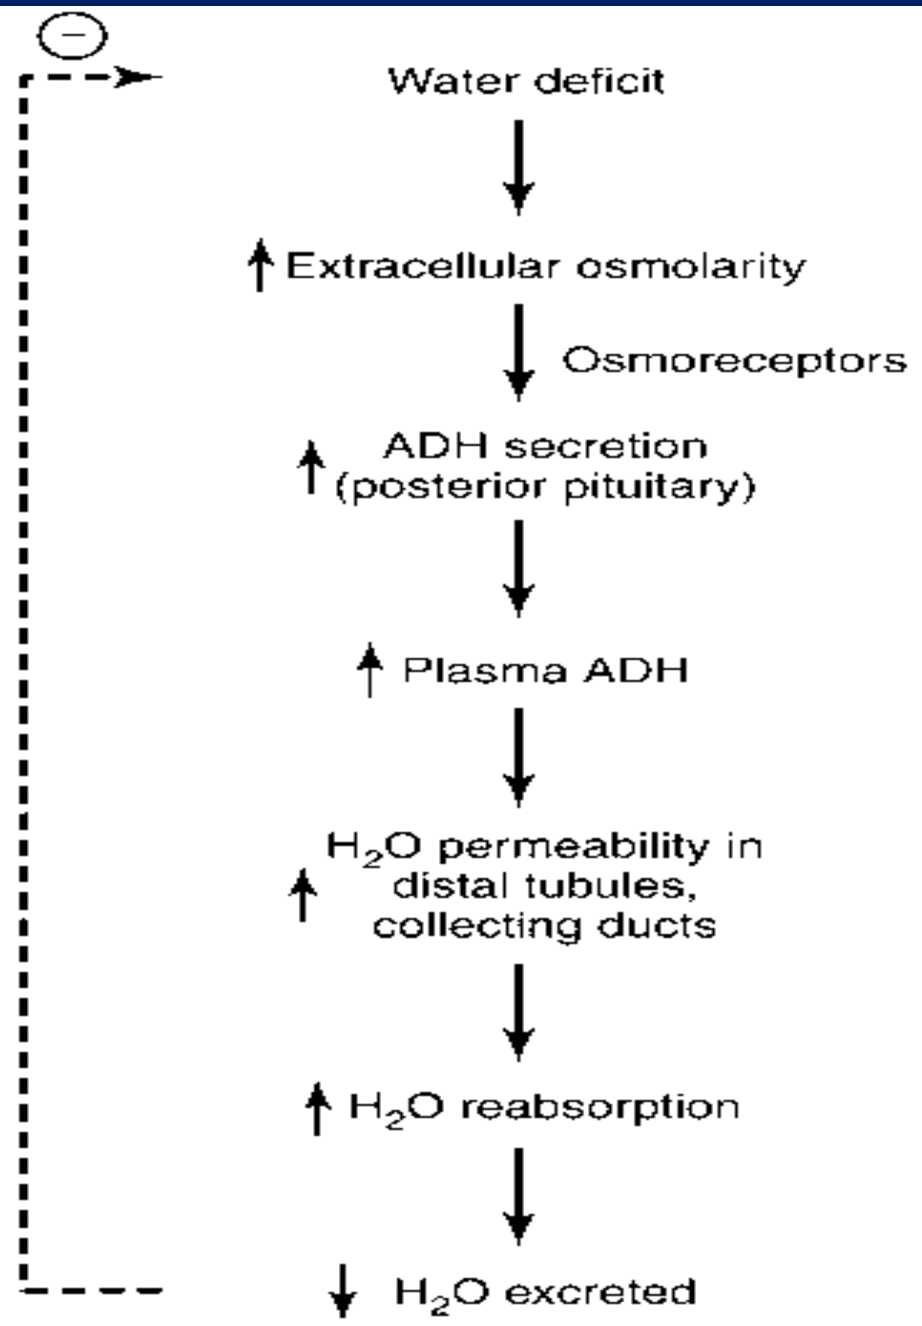 −
Water deficit
↑ Extracellular osmolarity
Osmoreceptors
↑ ADH secretion
(posterior pituitary)
↑ Plasma ADH
↑ H₂O permeability in
distal tubules,
collecting ducts
↑ H₂O reabsorption
↓ H₂O excreted